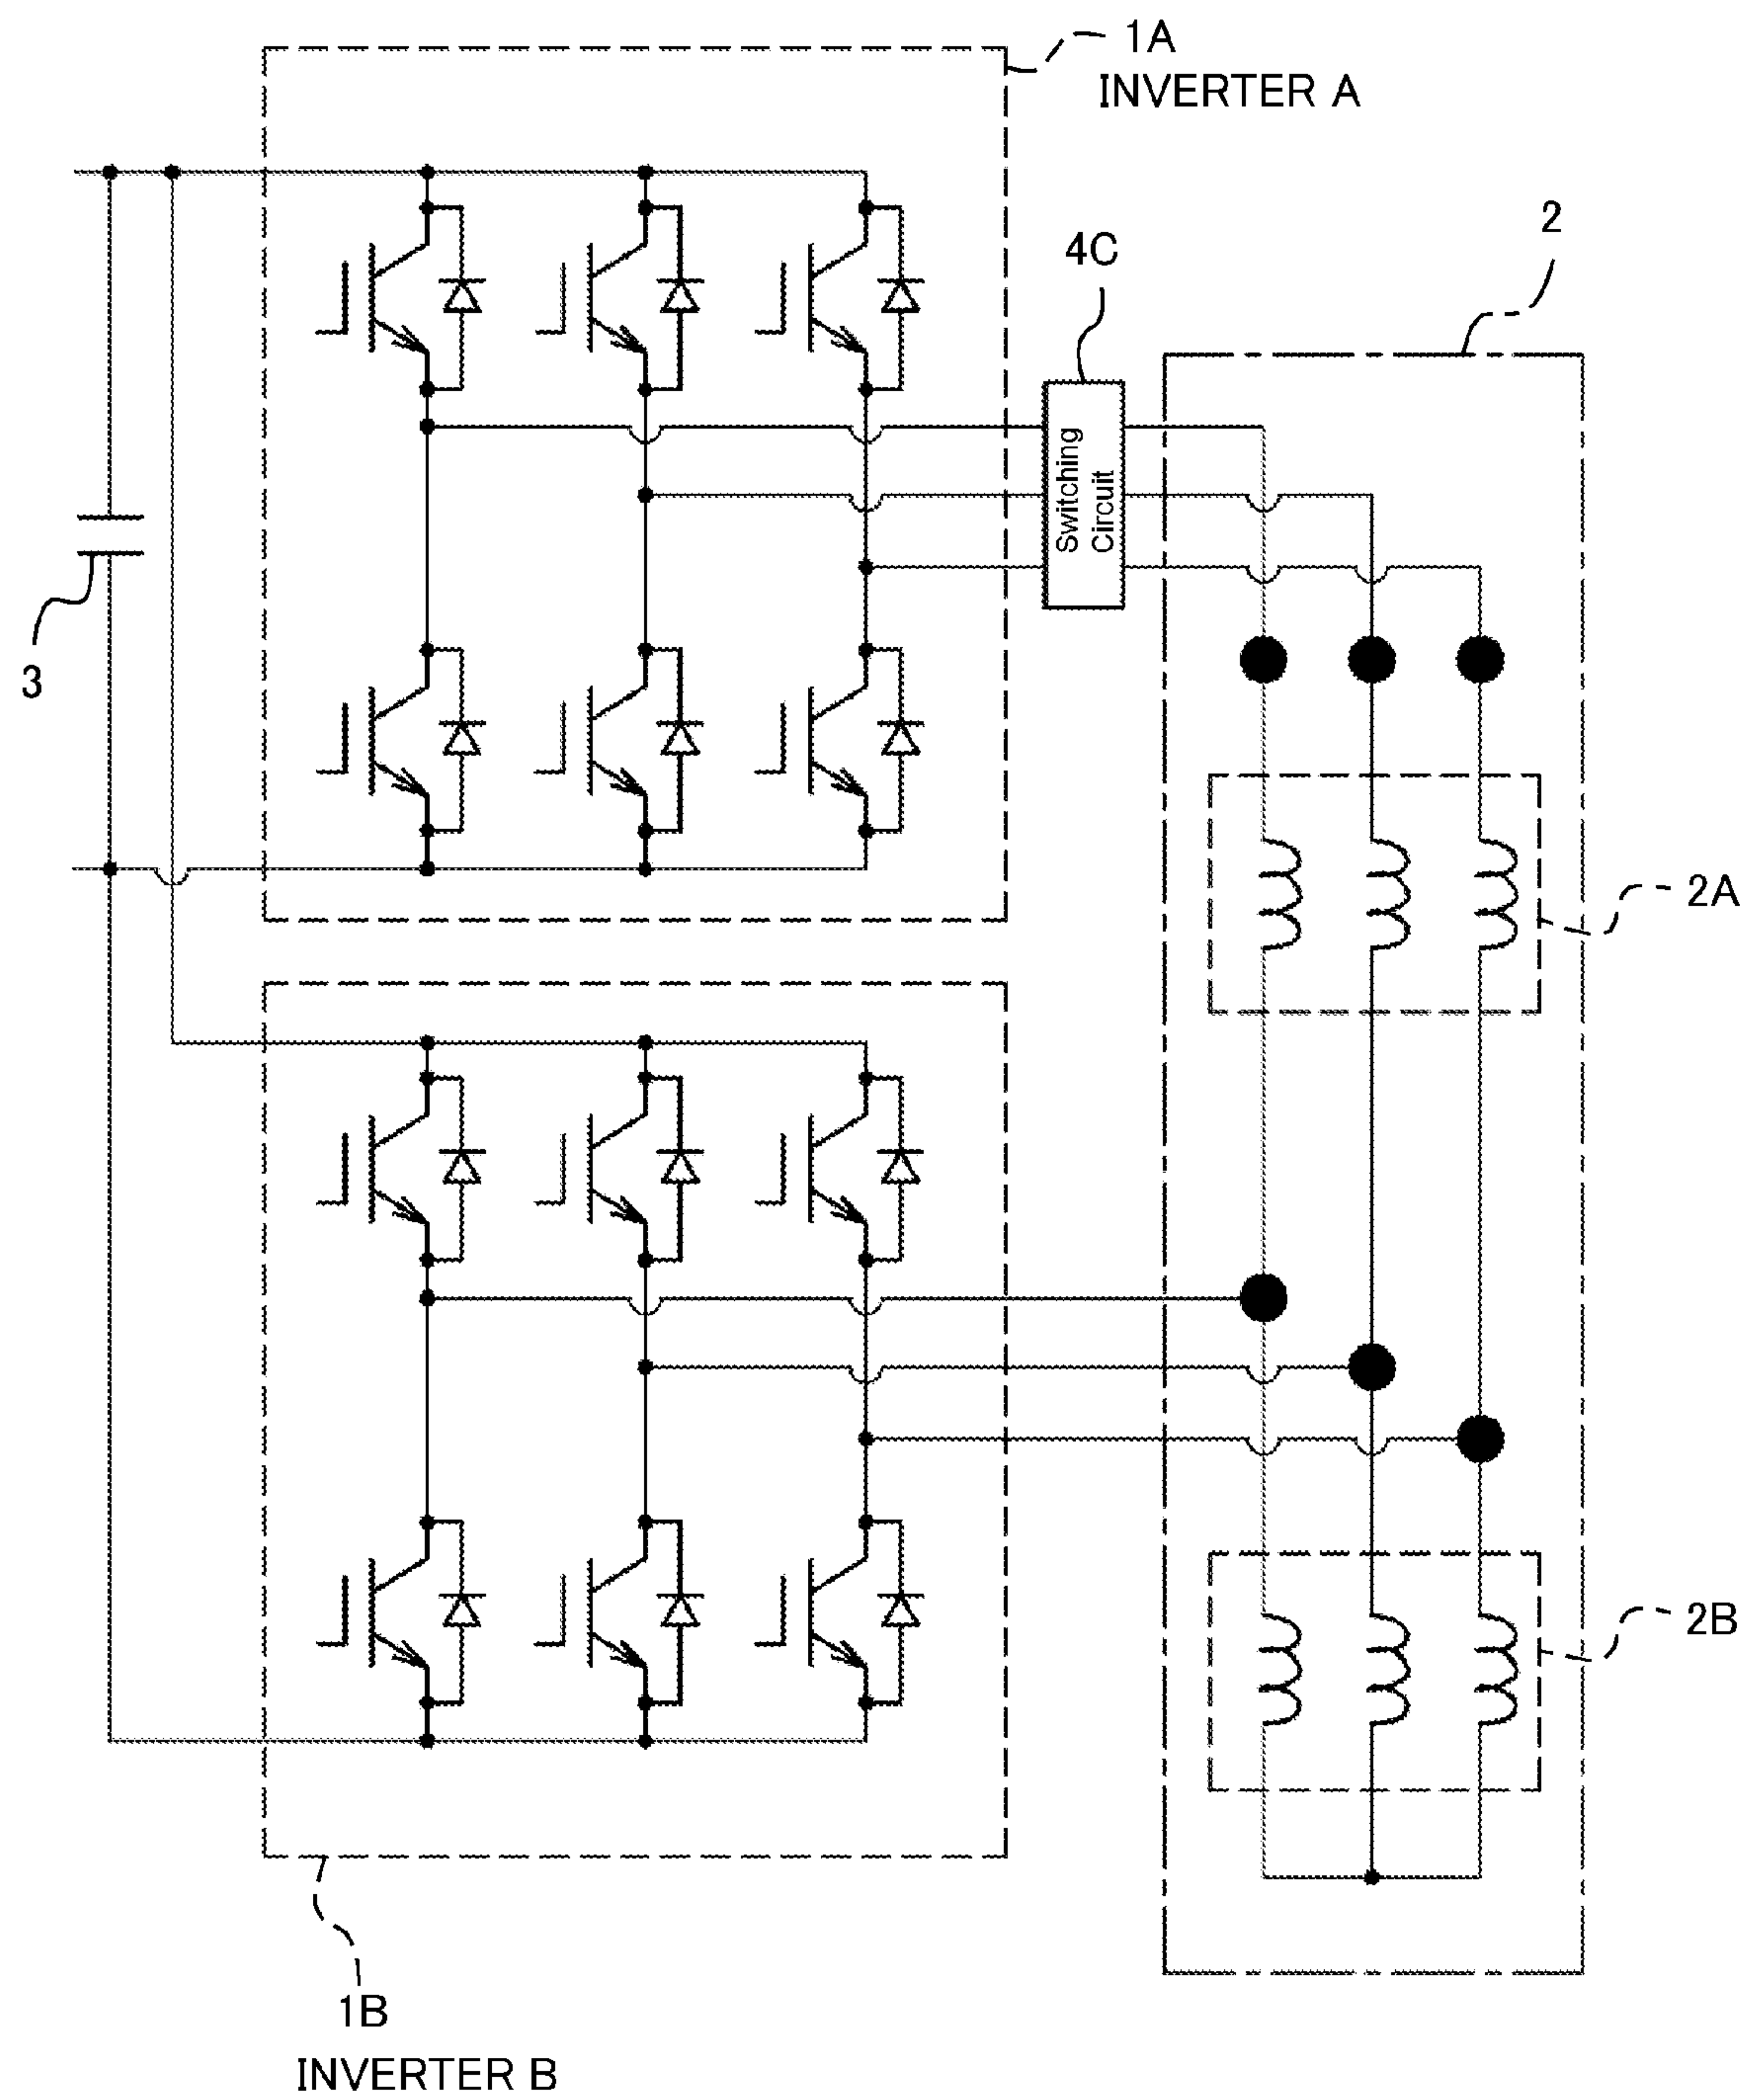 1A
INVERTER A
2
4C
Switching
Circuit
3
2A
2B
1B
INVERTER B